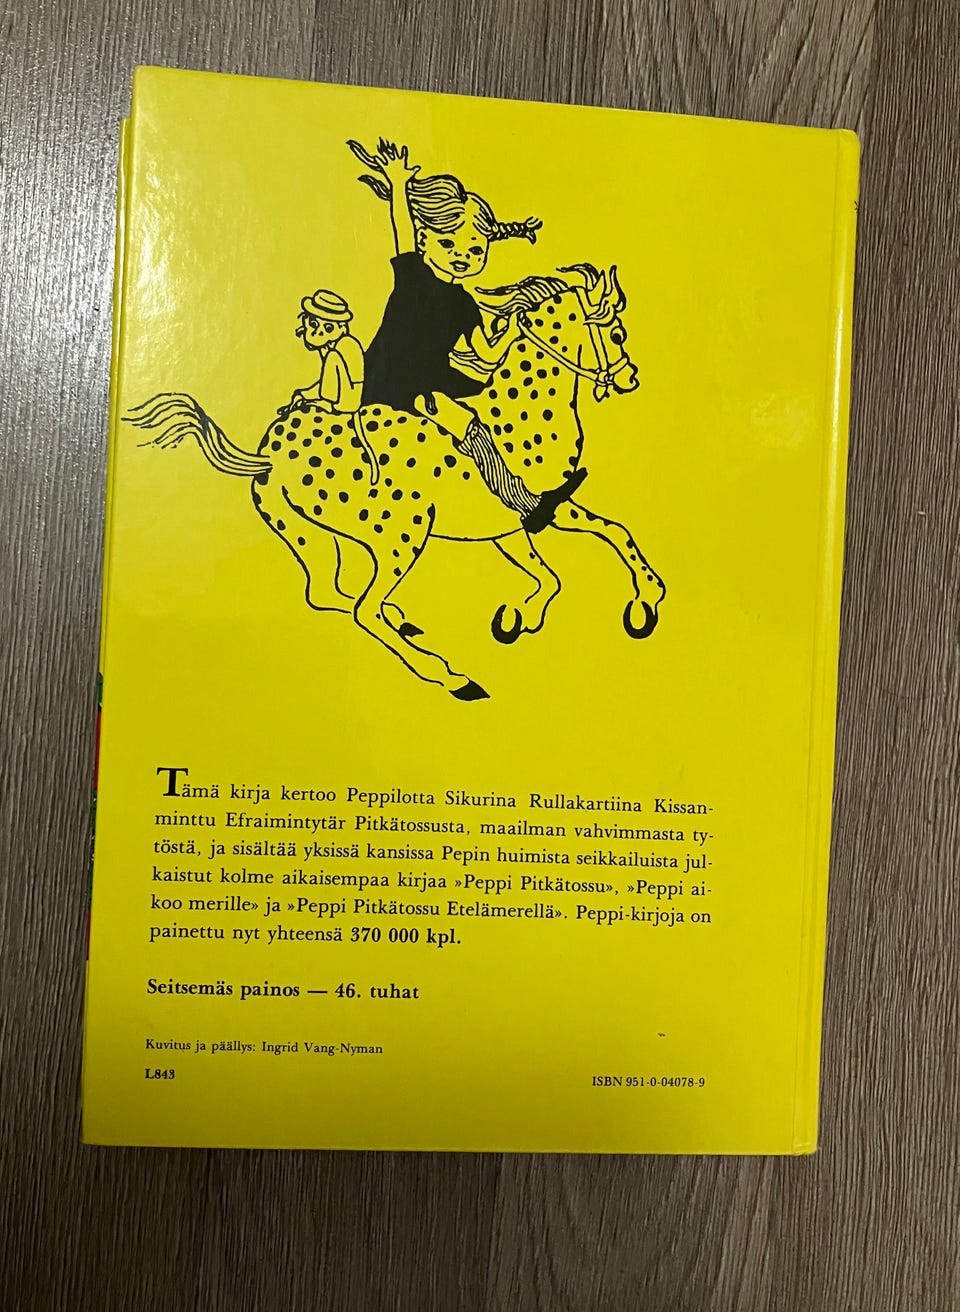 Tämä kirja kertoo Peppilotta Sikurina Rullakartiina Kissan-
minttu Efraimintytär Pitkätossusta, maailman vahvimmasta ty-
töstä, ja sisältää yksissä kansissa Pepin huimista seikkailuista jul-
kaistut kolme aikaisempaa kirjaa »Peppi Pitkätossu», »Peppi ai-
koo merille» ja »Peppi Pitkätossu Etelämerellä». Peppi-kirjoja on
painettu nyt yhteensä 370 000 kpl.
Seitsemäs painos — 46. tuhat
Kuvitus ja päällys: Ingrid Vang-Nyman
L843
ISBN 951-0-04078-9